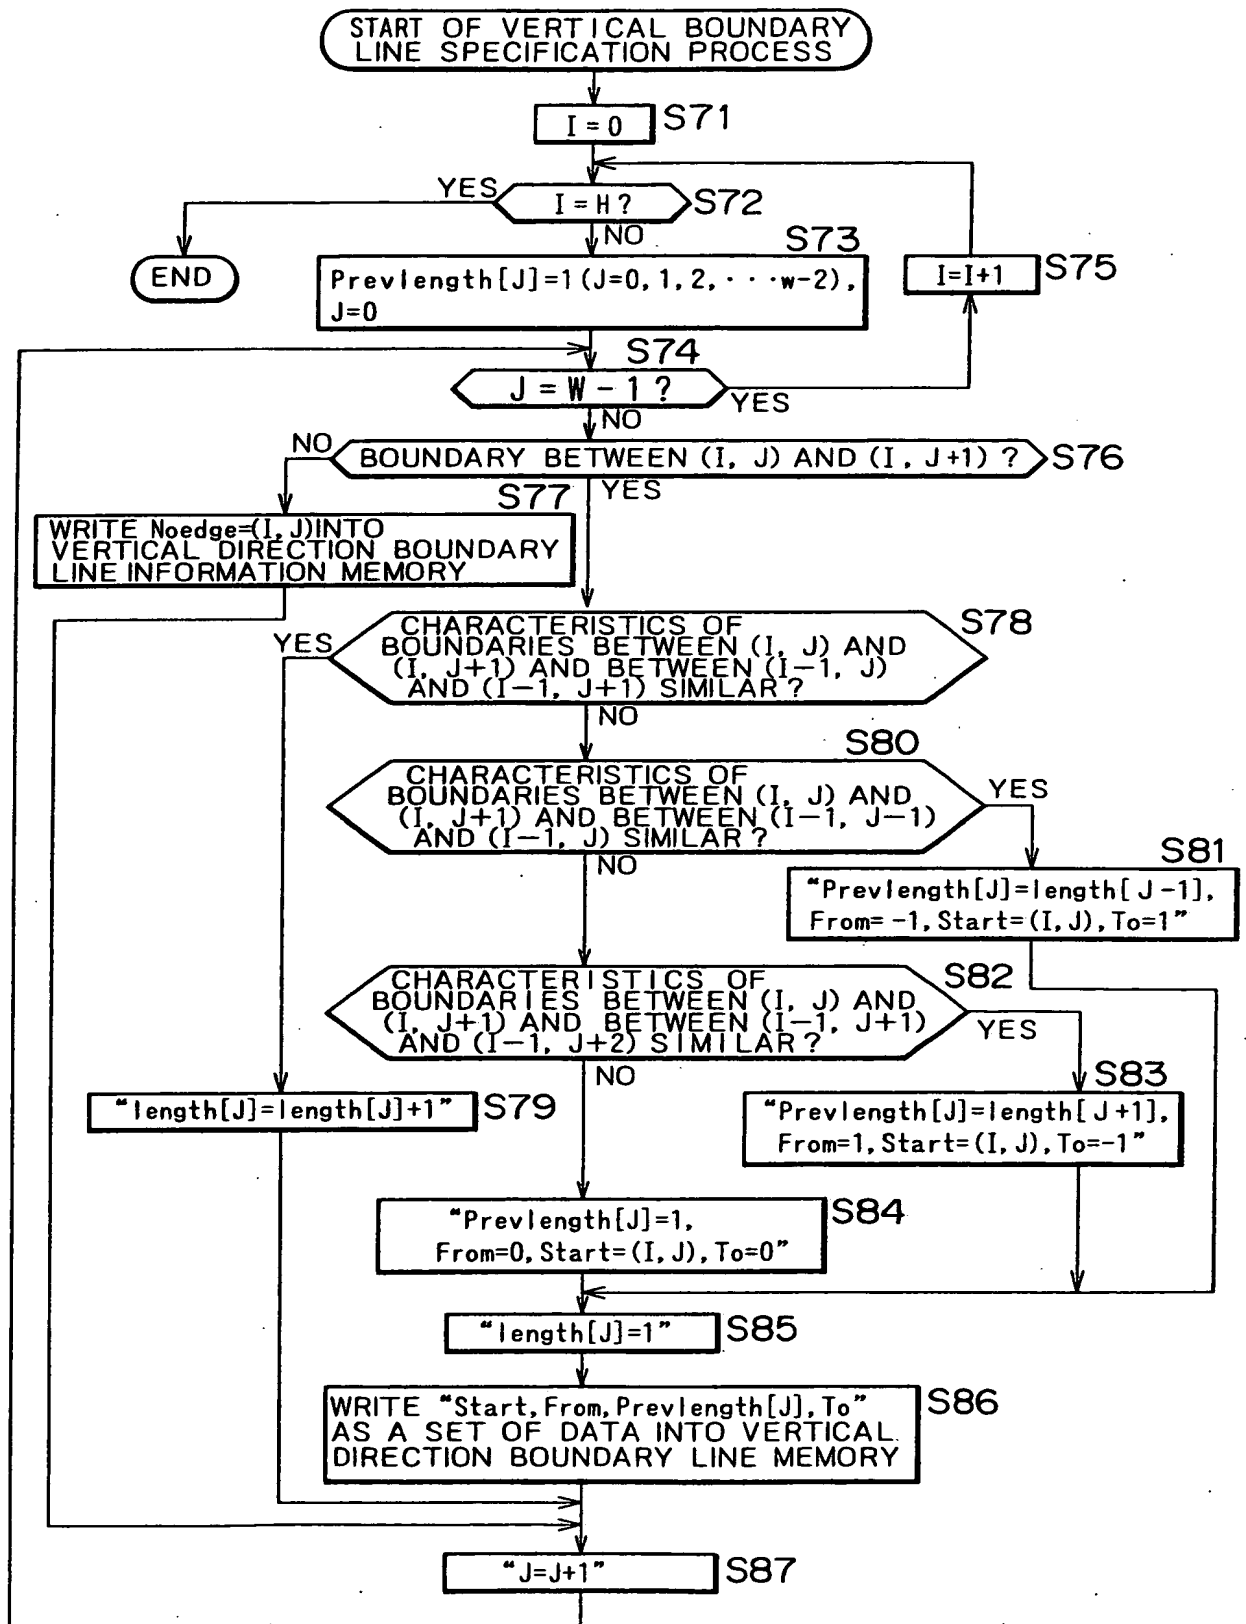 START OF VERTICAL BOUNDARY
LINE SPECIFICATION PROCESS
I=0
S71
YES
I=H?
S72
NO
END
S73
Prevlength[J]=1(J=0,1,2,···w-2),
J=0
I=I+1
S75
S74
J=W-1?
YES
NO
NO
BOUNDARY BETWEEN (I, J) AND (I, J+1) ?
S76
YES
S77
WRITE Noedge=(I,J)INTO
VERTICAL DIRECTION BOUNDARY
LINE INFORMATION MEMORY
S78
YES
CHARACTERISTICS OF
BOUNDARIES BETWEEN (I, J) AND
(I, J+1) AND BETWEEN (I-1, J)
AND (I-1, J+1) SIMILAR?
NO
S80
CHARACTERISTICS OF
BOUNDARIES BETWEEN (I, J) AND
(I, J+1) AND BETWEEN (I-1, J-1)
AND (I-1, J) SIMILAR?
YES
NO
S81
“Prevlength[J]=length[J-1],
From=-1,Start=(I,J),To=1”
S82
CHARACTERISTICS OF
BOUNDARIES BETWEEN (I, J) AND
(I, J+1) AND BETWEEN (I-1, J+1)
AND (I-1, J+2) SIMILAR?
YES
NO
“length[J]=length[J]+1”
S79
S83
“Prevlength[J]=length[J+1],
From=1,Start=(I,J),To=-1”
“Prevlength[J]=1,
From=0,Start=(I,J),To=0”
S84
“length[J]=1”
S85
WRITE “Start,From,Prevlength[J],To”
AS A SET OF DATA INTO VERTICAL
DIRECTION BOUNDARY LINE MEMORY
S86
“J=J+1”
S87